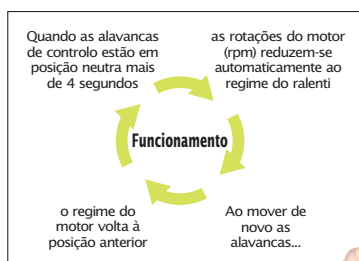 Quando as alavancas
de controlo estão em
posição neutra mais
de 4 segundos
as rotações do motor
(rpm) reduzem-se
automaticamente ao
regime do ralenti
Funcionamento
Ao mover de
novo as
alavancas...
o regime do
motor volta à
posição anterior